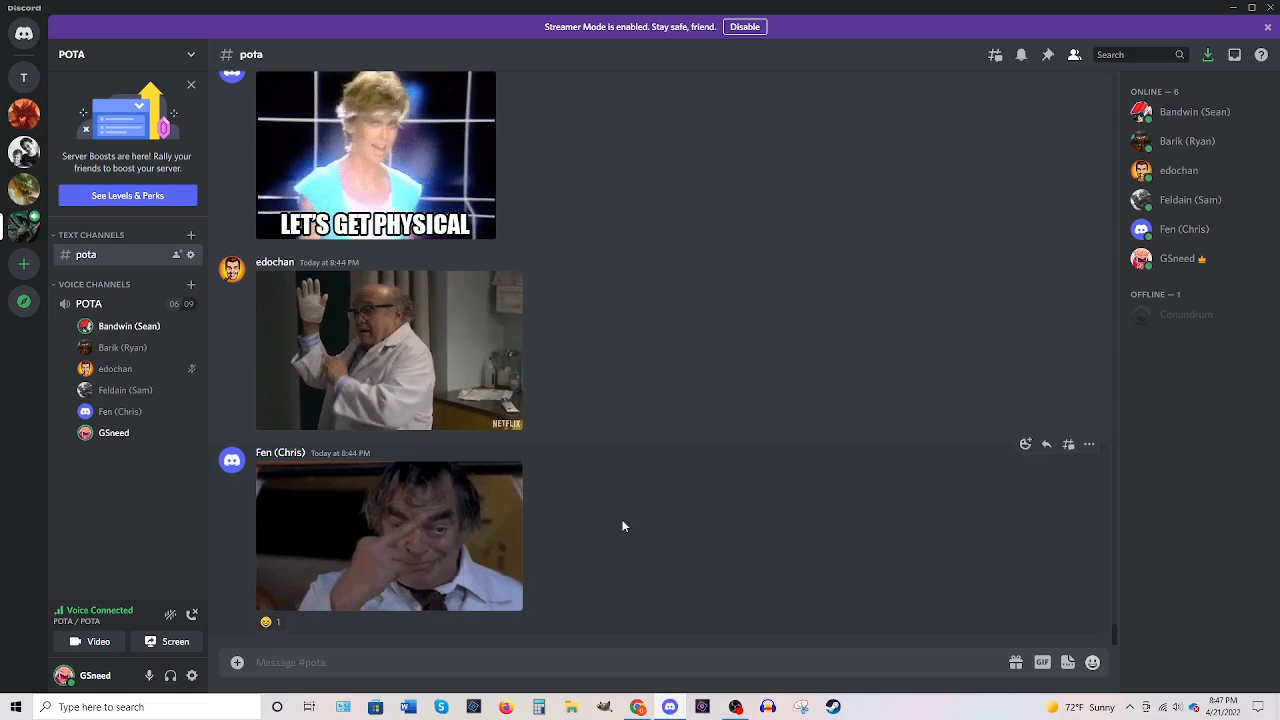 Discord
Streamer Mode is enabled. Stay safe, friend.
Disable
POTA
# pota
Search
T
Server Boosts are here! Rally your
friends to boost your server.
See Levels & Perks
TEXT CHANNELS
# pota
VOICE CHANNELS
POTA
06 09
Bandwin (Sean)
Barik (Ryan)
edochan
Feldain (Sam)
Fen (Chris)
GSneed
Voice Connected
POTA / POTA
Video
Screen
GSneed
LET'S GET PHYSICAL
edochan Today at 8:44 PM
NETFLIX
Fen (Chris) Today at 8:44 PM
1
Message #pota
GIF
ONLINE — 6
Bandwin (Sean)
Barik (Ryan)
edochan
Feldain (Sam)
Fen (Chris)
GSneed
OFFLINE — 1
Conundrum
Type here to search
72°F Sunny
8:47 PM
4/21/2022